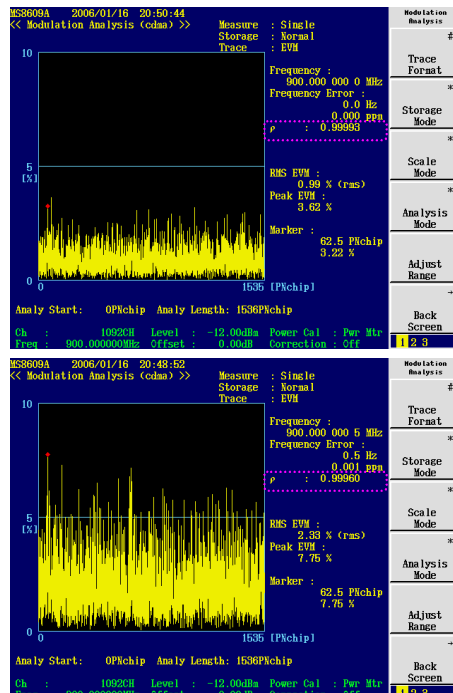 MS8609A 2006/01/16 20:50:44
<< Modulation Analysis (cdma) >> Measure : Single
Storage : Normal
Trace : EVM
10
Frequency :
900.000 000 0 MHz
Frequency Error :
0.0 Hz
0.000 ppm
ρ : 0.99993
5
[%]
RMS EVM :
0.99 % (rms)
Peak EVM :
3.62 %
Marker :
62.5 PNchip
3.22 %
0
0 1535 [PNchip]
Analy Start: 0PNchip Analy Length: 1536PNchip
Ch : 1092CH Level : -12.00dBm Power Cal : Pwr Mtr
Freq : 900.000000MHz Offset : 0.00dB Correction : Off
Modulation
Analysis
#
Trace
Format
*
Storage
Mode
*
Scale
Mode
*
Analysis
Mode
Adjust
Range
→
Back
Screen
1 2 3
MS8609A 2006/01/16 20:48:52
<< Modulation Analysis (cdma) >> Measure : Single
Storage : Normal
Trace : EVM
10
Frequency :
900.000 000 5 MHz
Frequency Error :
0.5 Hz
0.001 ppm
ρ : 0.99960
5
[%]
RMS EVM :
2.33 % (rms)
Peak EVM :
7.75 %
Marker :
62.5 PNchip
7.75 %
0
0 1535 [PNchip]
Analy Start: 0PNchip Analy Length: 1536PNchip
Ch : 1092CH Level : -12.00dBm Power Cal : Pwr Mtr
Modulation
Analysis
#
Trace
Format
*
Storage
Mode
*
Scale
Mode
*
Analysis
Mode
Adjust
Range
→
Back
Screen
1 2 3